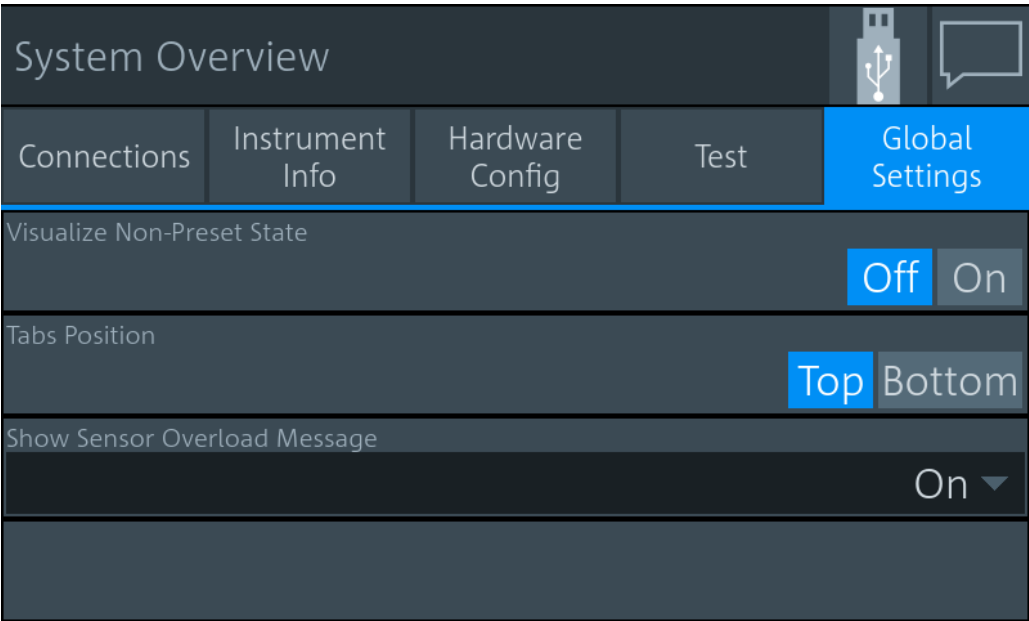 System Overview
Connections
Instrument
Info
Hardware
Config
Test
Global
Settings
Visualize Non-Preset State
Off On
Tabs Position
Top Bottom
Show Sensor Overload Message
On